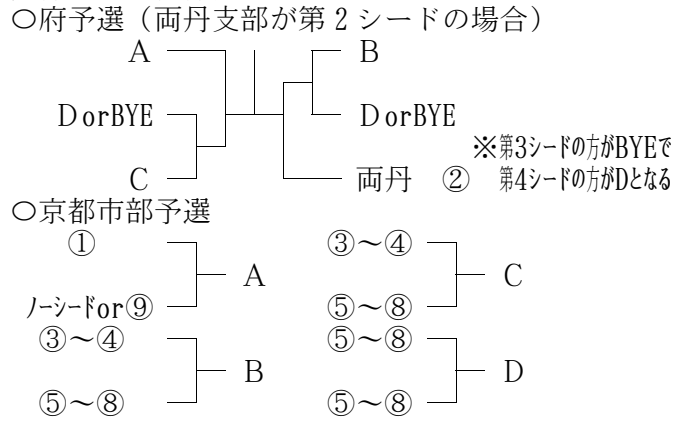 〇府予選（両丹支部が第２シードの場合）
A B
DorBYE DorBYE
※第3シードの方がBYEで
C 両丹 ② 第4シードの方がDとなる
〇京都市部予選
① ③～④
A C
ノーシードor⑨ ⑤～⑧
③～④ ⑤～⑧
B D
⑤～⑧ ⑤～⑧